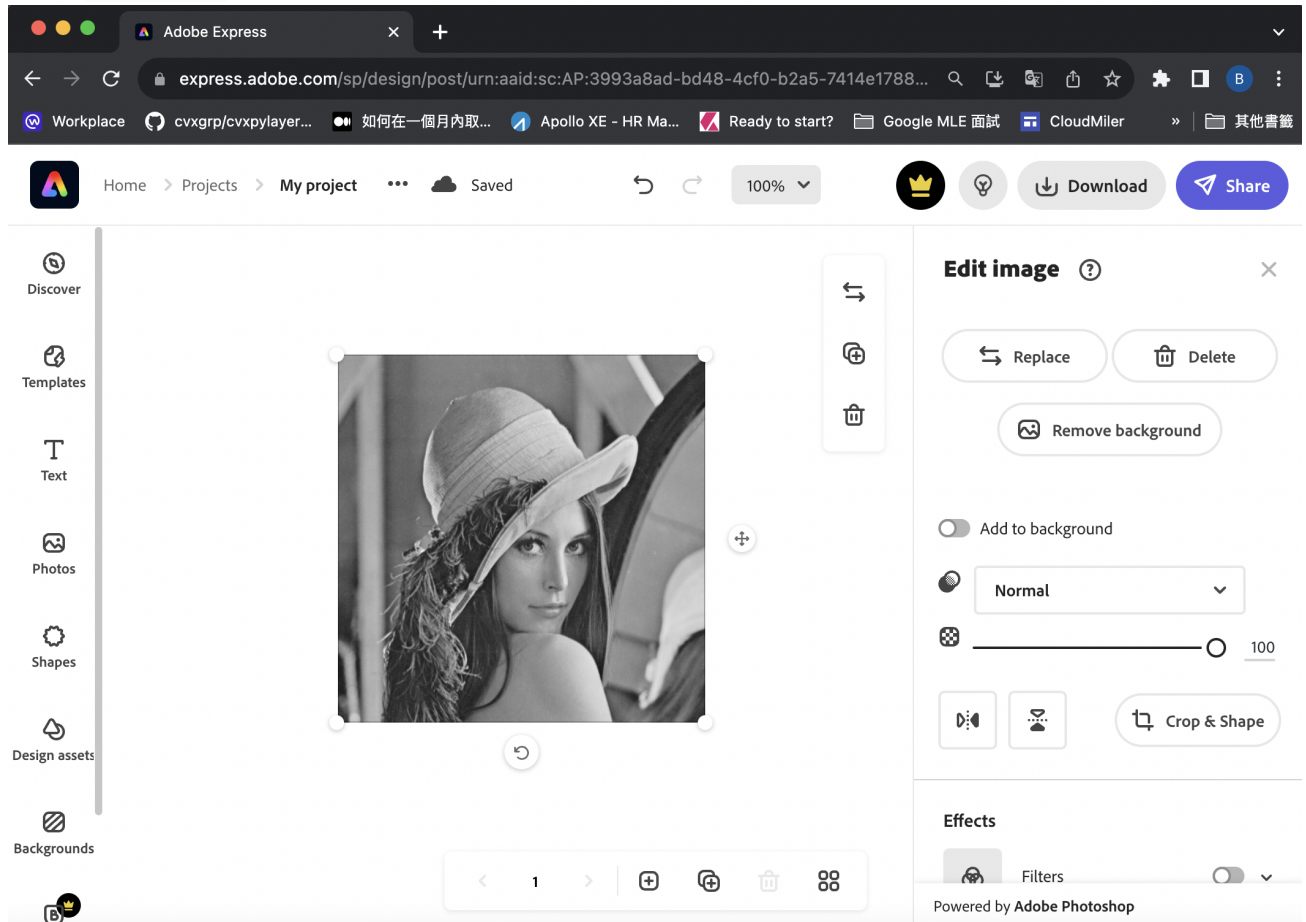 Adobe Express
express.adobe.com/sp/design/post/urn:aaid:sc:AP:3993a8ad-bd48-4cf0-b2a5-7414e1788...
B
Workplace
cvxgrp/cvxpylayer...
如何在一個月內取...
Apollo XE - HR Ma...
Ready to start?
Google MLE 面試
CloudMiler
»
其他書籤
Home
Projects
My project
Saved
100%
Download
Share
Discover
Templates
Text
Photos
Shapes
Design assets
Backgrounds
B
1
Edit image
?
Replace
Delete
Remove background
Add to background
Normal
100
Crop & Shape
Effects
Filters
Powered by Adobe Photoshop